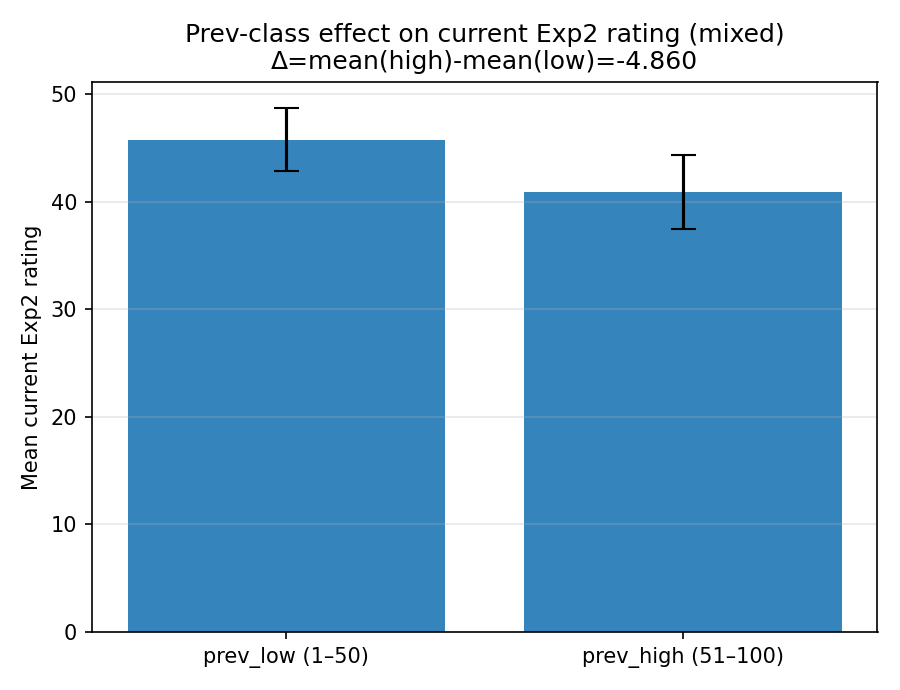 Prev-class effect on current Exp2 rating (mixed)
Δ=mean(high)-mean(low)=-4.860
Mean current Exp2 rating
50
40
30
20
10
0
prev_low (1–50)
prev_high (51–100)